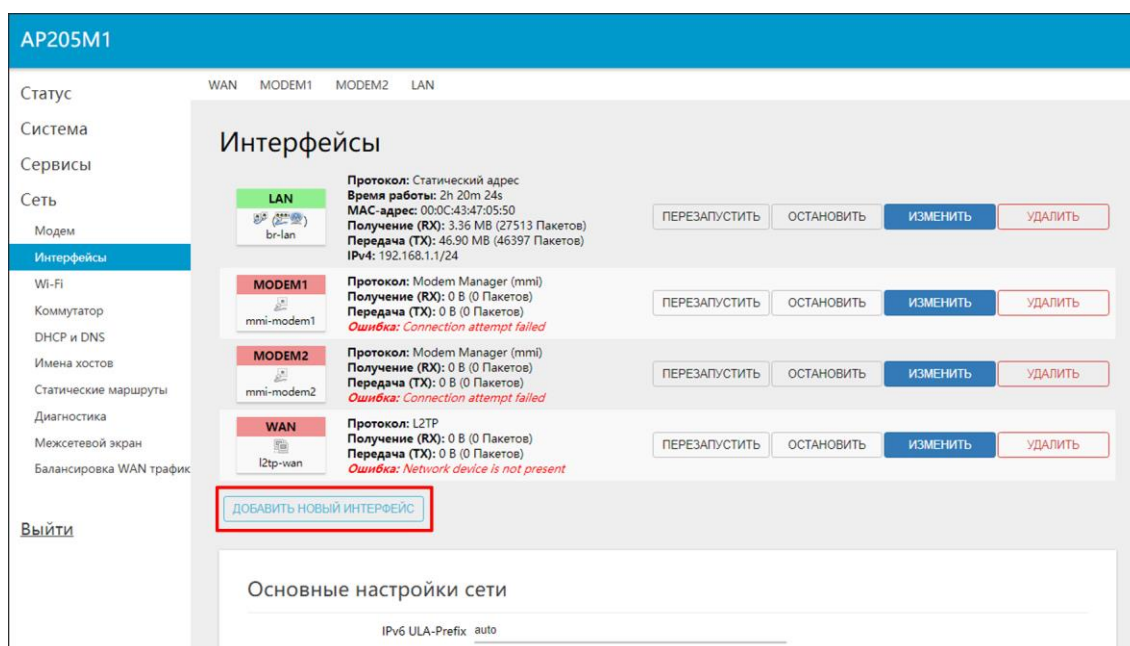 AP205M1
Статус
Система
Сервисы
Сеть
Модем
Интерфейсы
Wi-Fi
Коммутатор
DHCP и DNS
Имена хостов
Статические маршруты
Диагностика
Межсетевой экран
Балансировка WAN трафик
Выйти
WAN MODEM1 MODEM2 LAN
Интерфейсы
LAN
br-lan
Протокол: Статический адрес
Время работы: 2h 20m 24s
MAC-адрес: 00:0C:43:47:05:50
Получение (RX): 3.36 MB (27513 Пакетов)
Передача (TX): 46.90 MB (46397 Пакетов)
IPv4: 192.168.1.1/24
ПЕРЕЗАПУСТИТЬ ОСТАНОВИТЬ ИЗМЕНИТЬ УДАЛИТЬ
MODEM1
mmi-modem1
Протокол: Modem Manager (mmi)
Получение (RX): 0 B (0 Пакетов)
Передача (TX): 0 B (0 Пакетов)
Ошибка: Connection attempt failed
ПЕРЕЗАПУСТИТЬ ОСТАНОВИТЬ ИЗМЕНИТЬ УДАЛИТЬ
MODEM2
mmi-modem2
Протокол: Modem Manager (mmi)
Получение (RX): 0 B (0 Пакетов)
Передача (TX): 0 B (0 Пакетов)
Ошибка: Connection attempt failed
ПЕРЕЗАПУСТИТЬ ОСТАНОВИТЬ ИЗМЕНИТЬ УДАЛИТЬ
WAN
l2tp-wan
Протокол: L2TP
Получение (RX): 0 B (0 Пакетов)
Передача (TX): 0 B (0 Пакетов)
Ошибка: Network device is not present
ПЕРЕЗАПУСТИТЬ ОСТАНОВИТЬ ИЗМЕНИТЬ УДАЛИТЬ
ДОБАВИТЬ НОВЫЙ ИНТЕРФЕЙС
Основные настройки сети
IPv6 ULA-Prefix auto